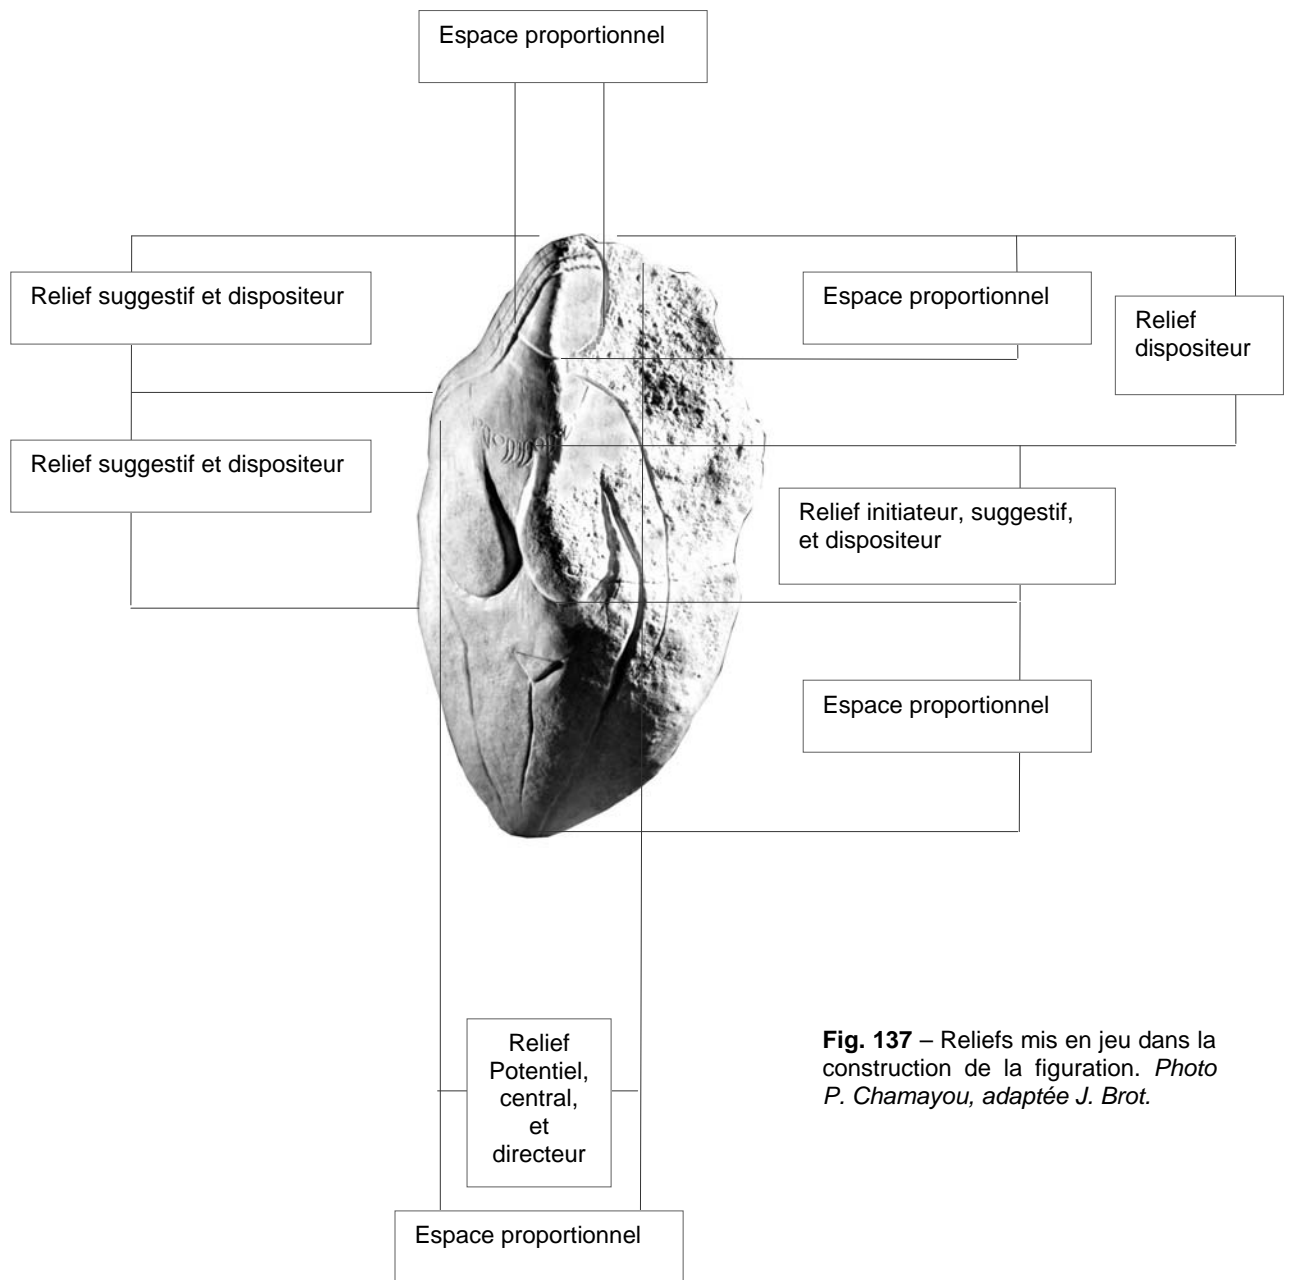 Espace proportionnel
Relief suggestif et dispositeur
Espace proportionnel
Relief
dispositeur
Relief suggestif et dispositeur
Relief initiateur, suggestif,
et dispositeur
Espace proportionnel
Relief
Potentiel,
central,
et
directeur
Fig. 137 – Reliefs mis en jeu dans la
construction de la figuration. Photo
P. Chamayou, adaptée J. Brot.
Espace proportionnel